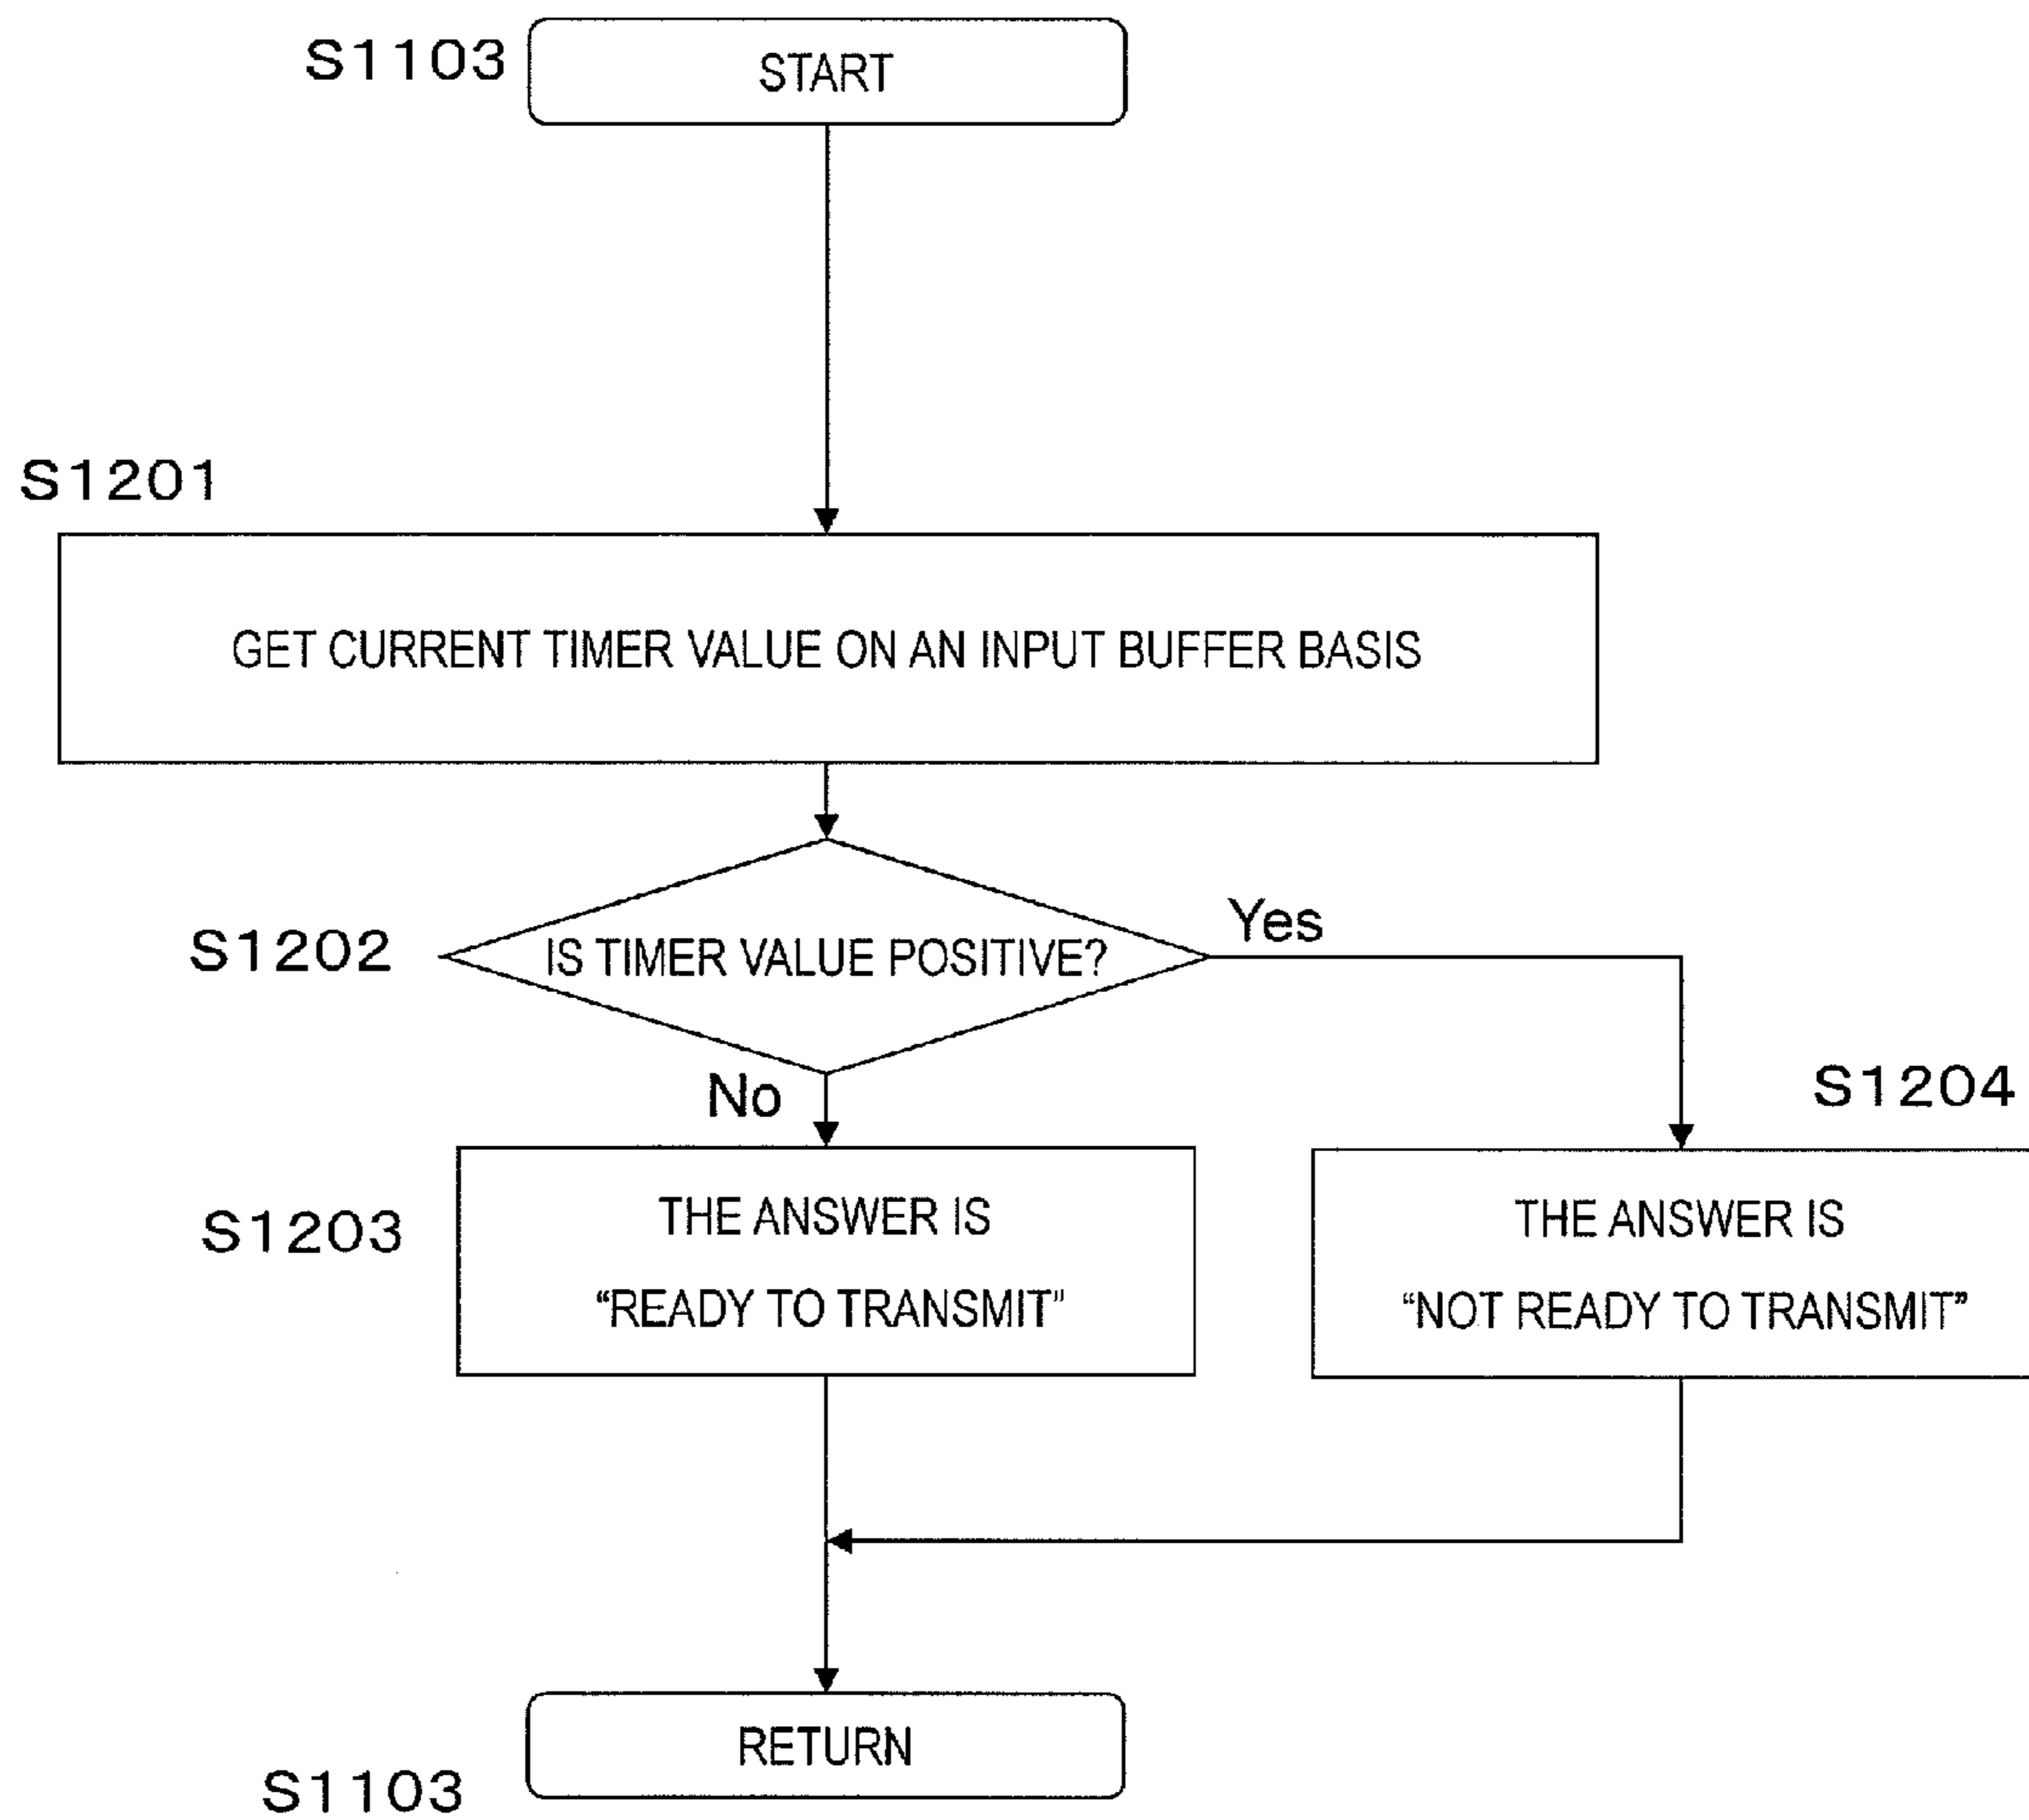 S1103
START
S1201
GET CURRENT TIMER VALUE ON AN INPUT BUFFER BASIS
S1202
IS TIMER VALUE POSITIVE?
Yes
No
S1204
S1203
THE ANSWER IS
“READY TO TRANSMIT”
THE ANSWER IS
“NOT READY TO TRANSMIT”
RETURN
S1103